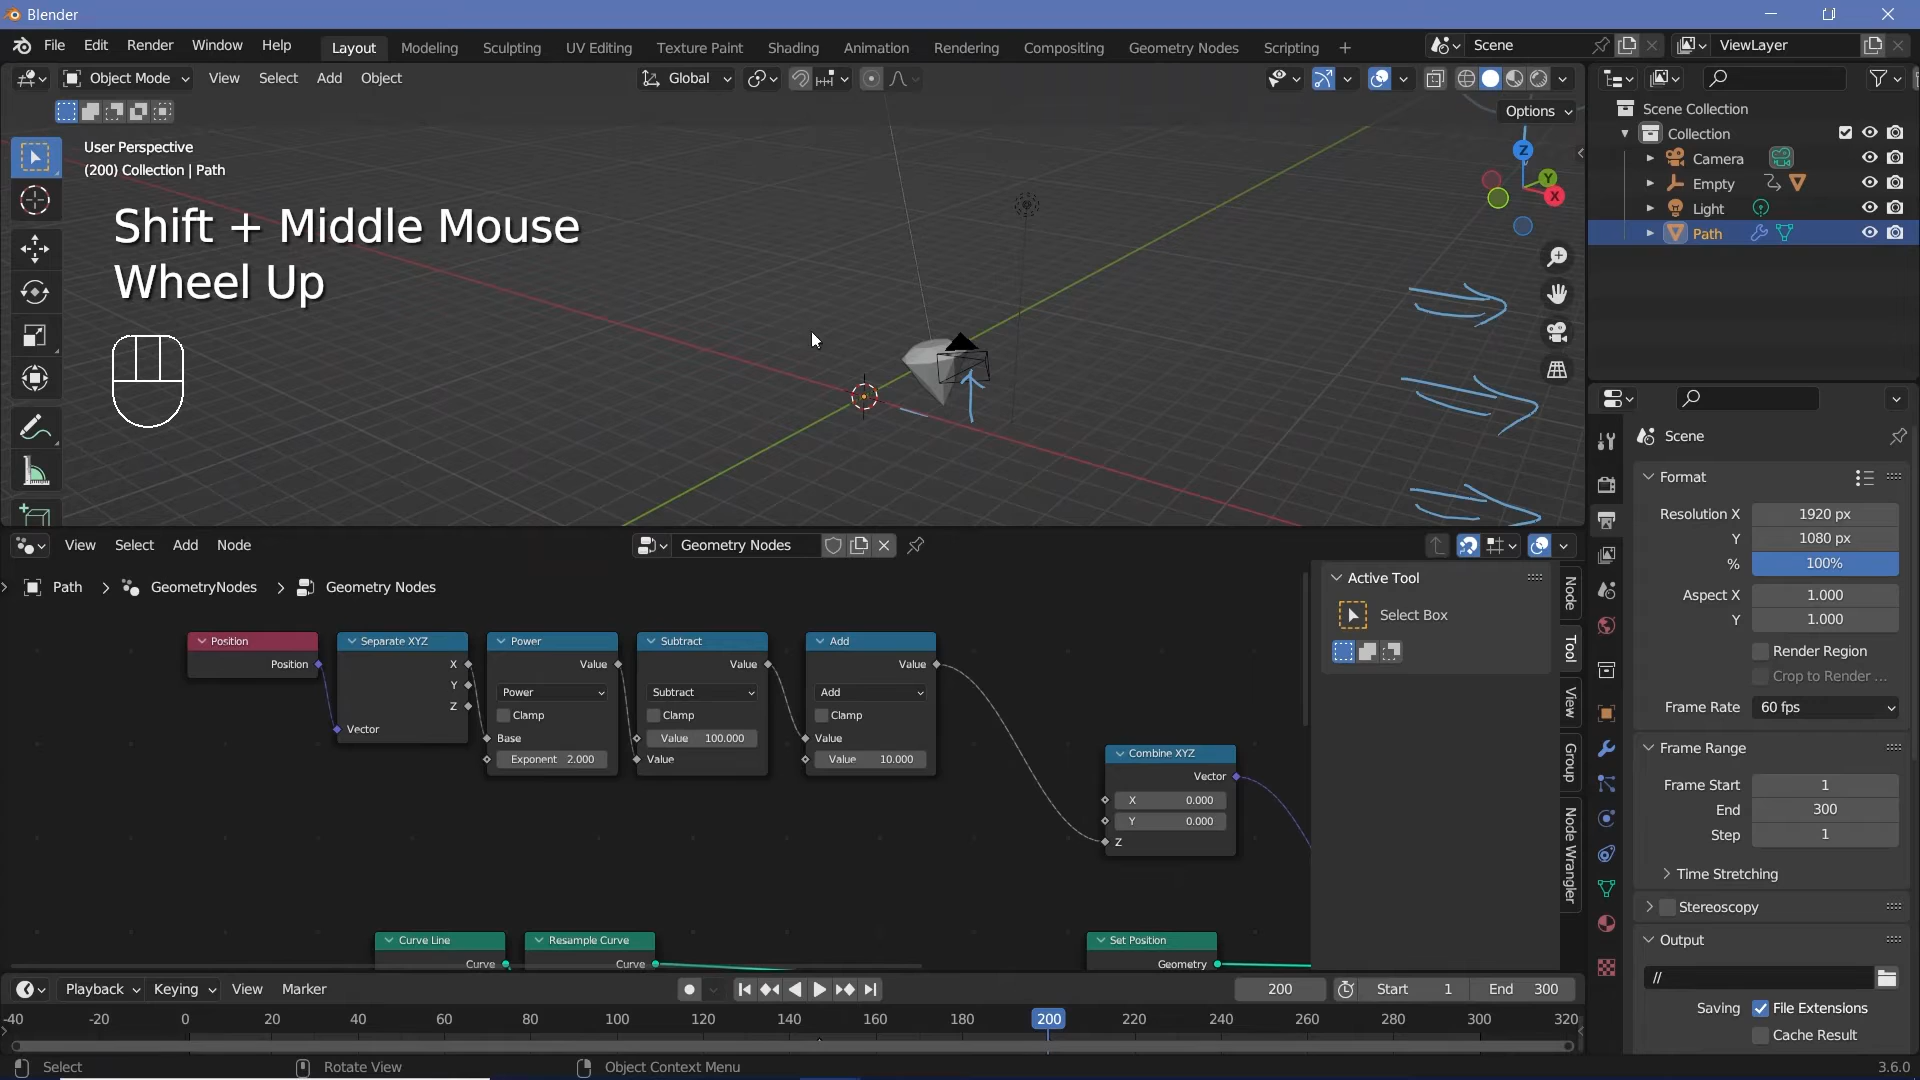 Blender
File Edit Render Window Help
Layout Modeling Sculpting UV Editing Texture Paint Shading Animation Rendering Compositing Geometry Nodes Scripting +
Scene
ViewLayer
Object Mode View Select Add Object
Global
Options
User Perspective
(200) Collection | Path
Shift + Middle Mouse
Wheel Up
Z
Y
X
Scene Collection
Collection
Camera
Empty
Light
Path
View Select Add Node
Geometry Nodes
Path > GeometryNodes > Geometry Nodes
Position
Position
Separate XYZ
X
Y
Z
Vector
Power
Value
Power
Clamp
Base
Exponent 2.000
Subtract
Value
Subtract
Clamp
Value 100.000
Value
Add
Value
Add
Clamp
Value
Value 10.000
Combine XYZ
Vector
X 0.000
Y 0.000
Z
Curve Line
Curve
Resample Curve
Curve
Set Position
Geometry
Active Tool
Select Box
Node
Tool
View
Group
Node Wrangler
Scene
Format
Resolution X 1920 px
Y 1080 px
% 100%
Aspect X 1.000
Y 1.000
Render Region
Crop to Render ...
Frame Rate 60 fps
Frame Range
Frame Start 1
End 300
Step 1
Time Stretching
Stereoscopy
Output
//
Saving File Extensions
Cache Result
Playback Keying View Marker
200
Start 1 End 300
-40 -20 0 20 40 60 80 100 120 140 160 180 200 220 240 260 280 300 320
Select Rotate View Object Context Menu
3.6.0